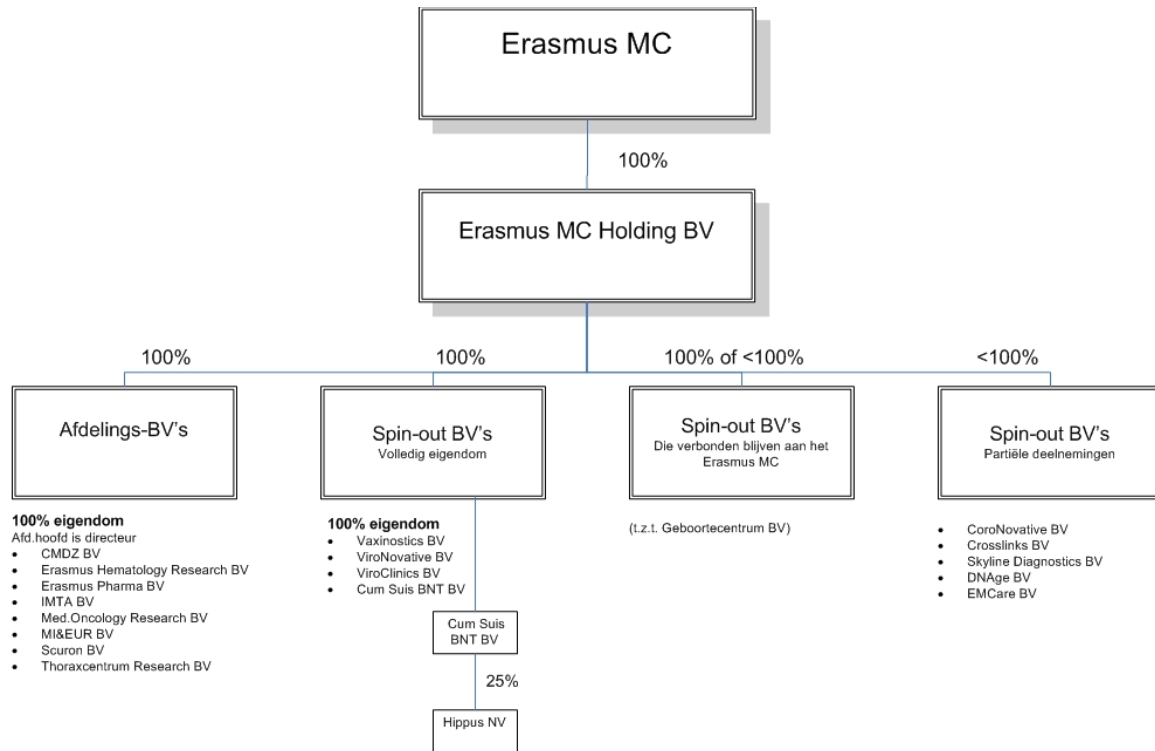 Erasmus MC
100%
Erasmus MC Holding BV
100%
100%
100% of <100%
<100%
Afdelings-BV's
100% eigendom
Afd.hoofd is directeur
• CMDZ BV
• Erasmus Hematology Research BV
• Erasmus Pharma BV
• IMTA BV
• Med.Oncology Research BV
• MI&EUR BV
• Scuron BV
• Thoraxcentrum Research BV
Spin-out BV's
Volledig eigendom
100% eigendom
• Vaxinostics BV
• ViroNovative BV
• ViroClinics BV
• Cum Suis BNT BV
Cum Suis
BNT BV
25%
Hippus NV
Spin-out BV's
Die verbonden blijven aan het
Erasmus MC
(t.z.t. Geboortecentrum BV)
Spin-out BV's
Partiële deelnemingen
• CoroNovative BV
• Crosslinks BV
• Skyline Diagnostics BV
• DNAge BV
• EMCare BV